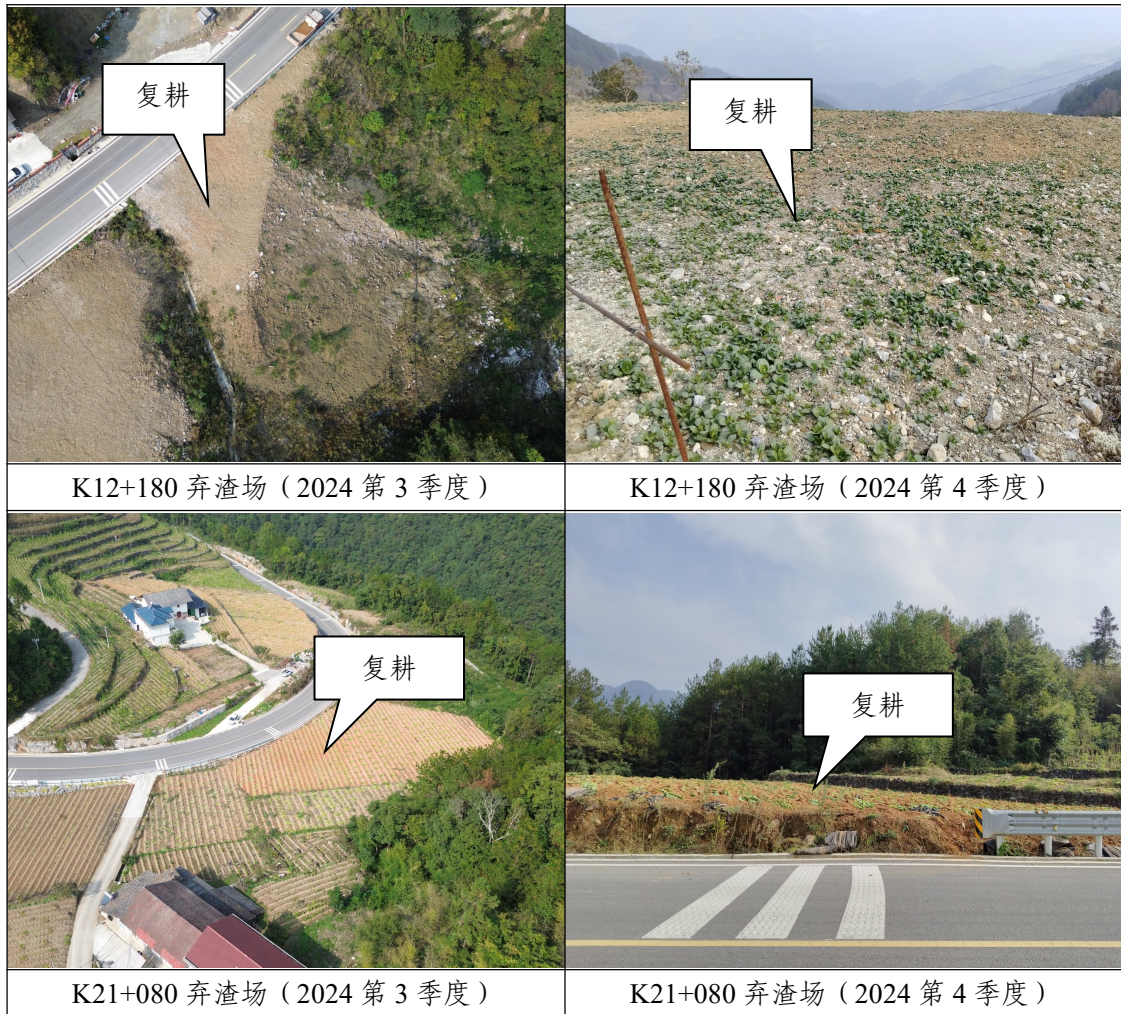 复耕
复耕
K12+180 弃渣场（2024 第 3 季度）
K12+180 弃渣场（2024 第 4 季度）
复耕
复耕
K21+080 弃渣场（2024 第 3 季度）
K21+080 弃渣场（2024 第 4 季度）